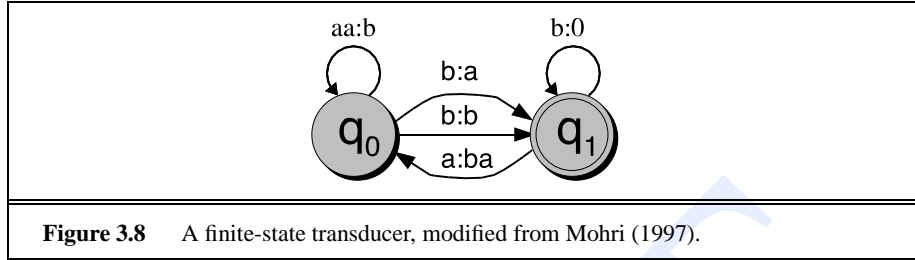 aa:b b:0
b:a
b:b
q0 q1
a:ba
Figure 3.8 A finite-state transducer, modified from Mohri (1997).